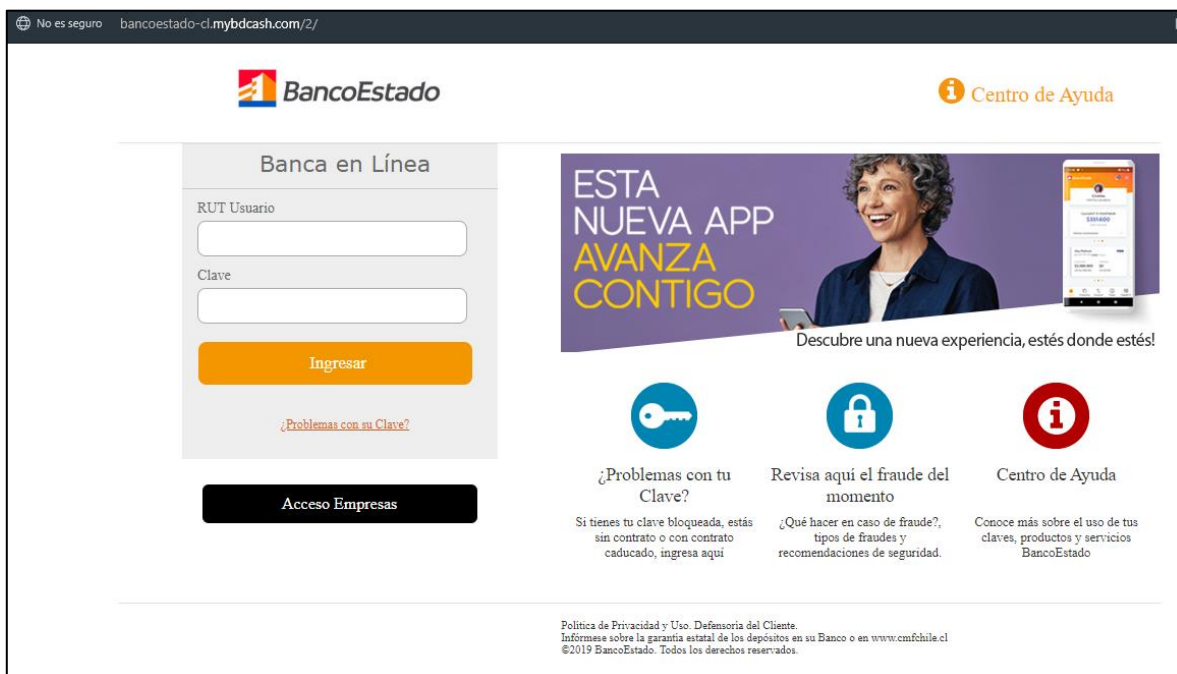 No es seguro bancoestado-cl.mybdcash.com/2/
BancoEstado
Centro de Ayuda
Banca en Línea
RUT Usuario
Clave
Ingresar
¿Problemas con su Clave?
Acceso Empresas
ESTA
NUEVA APP
AVANZA
CONTIGO
Descubre una nueva experiencia, estés donde estés!
¿Problemas con tu
Clave?
Si tienes tu clave bloqueada, estás
sin contrato o con contrato
caducado, ingresa aquí
Revisa aquí el fraude del
momento
¿Qué hacer en caso de fraude?,
tipos de fraudes y
recomendaciones de seguridad.
Centro de Ayuda
Conoce más sobre el uso de tus
claves, productos y servicios
BancoEstado
Política de Privacidad y Uso. Defensoría del Cliente.
Infórmese sobre la garantía estatal de los depósitos en su Banco o en www.cmfchile.cl
©2019 BancoEstado. Todos los derechos reservados.